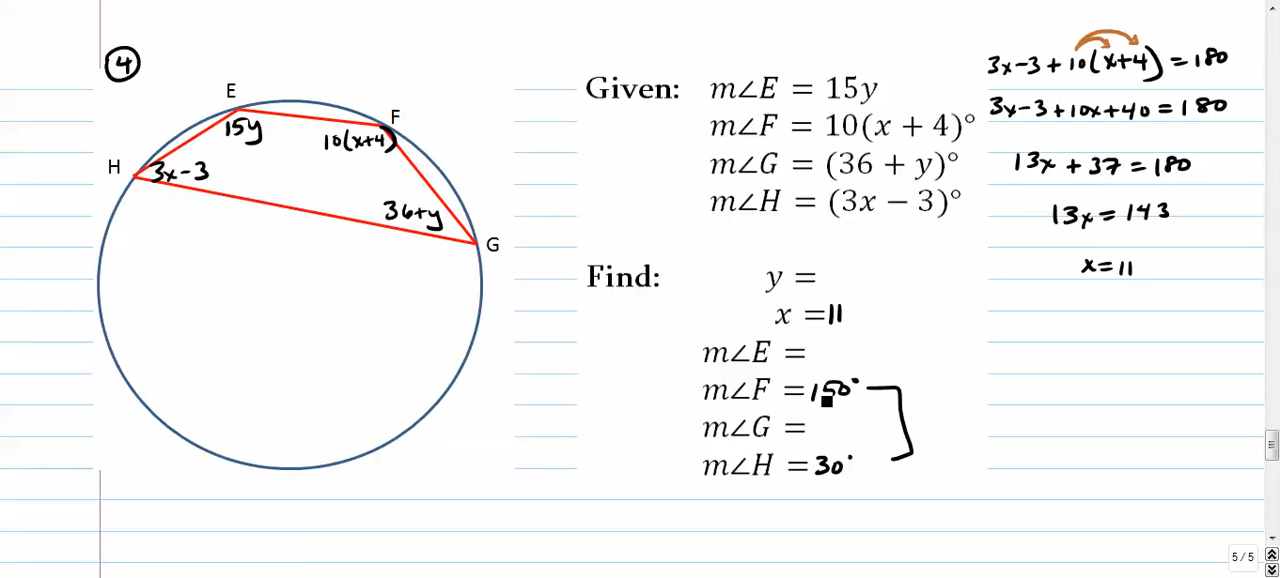 4
E
F
H
G
15y
10(x+4)
3x-3
36+y
Given: m∠E = 15y
m∠F = 10(x + 4)°
m∠G = (36 + y)°
m∠H = (3x − 3)°
Find: y =
x = 11
m∠E =
m∠F = 150°
m∠G =
m∠H = 30°
3x-3+10(x+4)=180
3x-3+10x+40=180
13x+37=180
13x=143
x=11
5/5